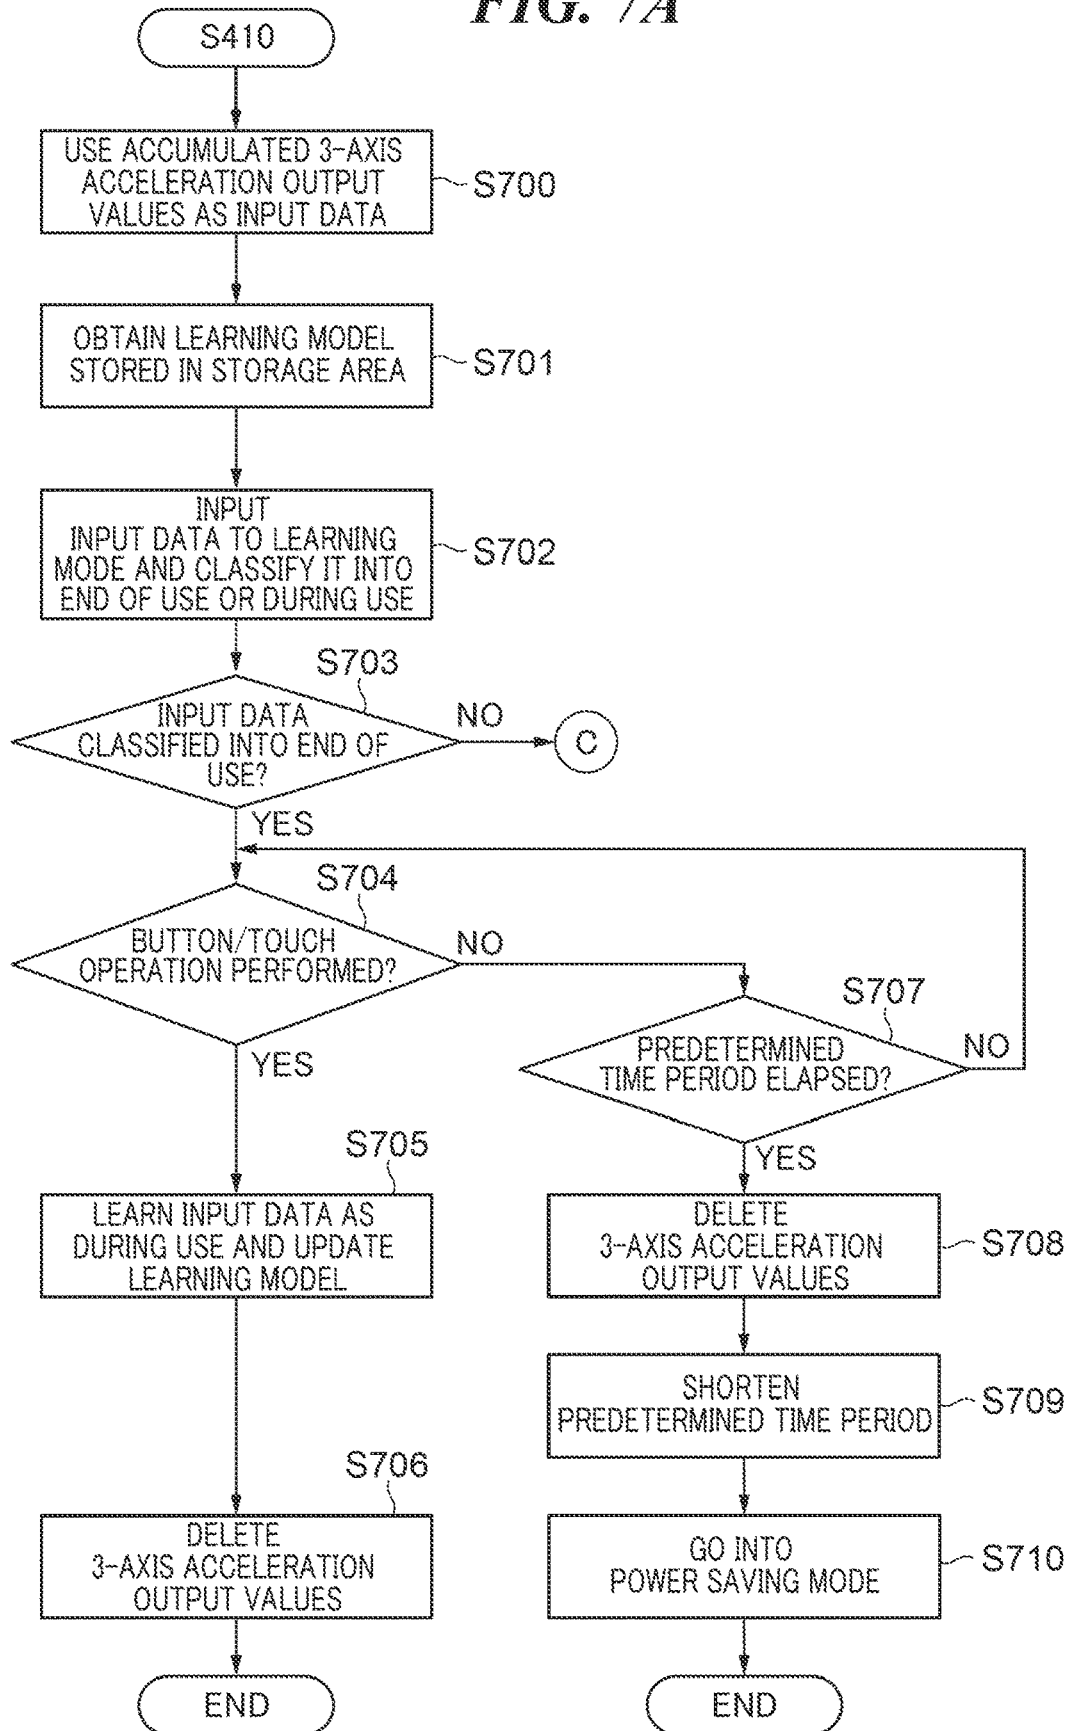 FIG. 7A
S410
USE ACCUMULATED 3-AXIS
ACCELERATION OUTPUT
VALUES AS INPUT DATA
S700
OBTAIN LEARNING MODEL
STORED IN STORAGE AREA
S701
INPUT
INPUT DATA TO LEARNING
MODE AND CLASSIFY IT INTO
END OF USE OR DURING USE
S702
S703
INPUT DATA
CLASSIFIED INTO END OF
USE?
NO
C
YES
S704
BUTTON/TOUCH
OPERATION PERFORMED?
NO
YES
S707
PREDETERMINED
TIME PERIOD ELAPSED?
NO
YES
S705
LEARN INPUT DATA AS
DURING USE AND UPDATE
LEARNING MODEL
DELETE
3-AXIS ACCELERATION
OUTPUT VALUES
S708
SHORTEN
PREDETERMINED TIME PERIOD
S709
S706
DELETE
3-AXIS ACCELERATION
OUTPUT VALUES
GO INTO
POWER SAVING MODE
S710
END
END